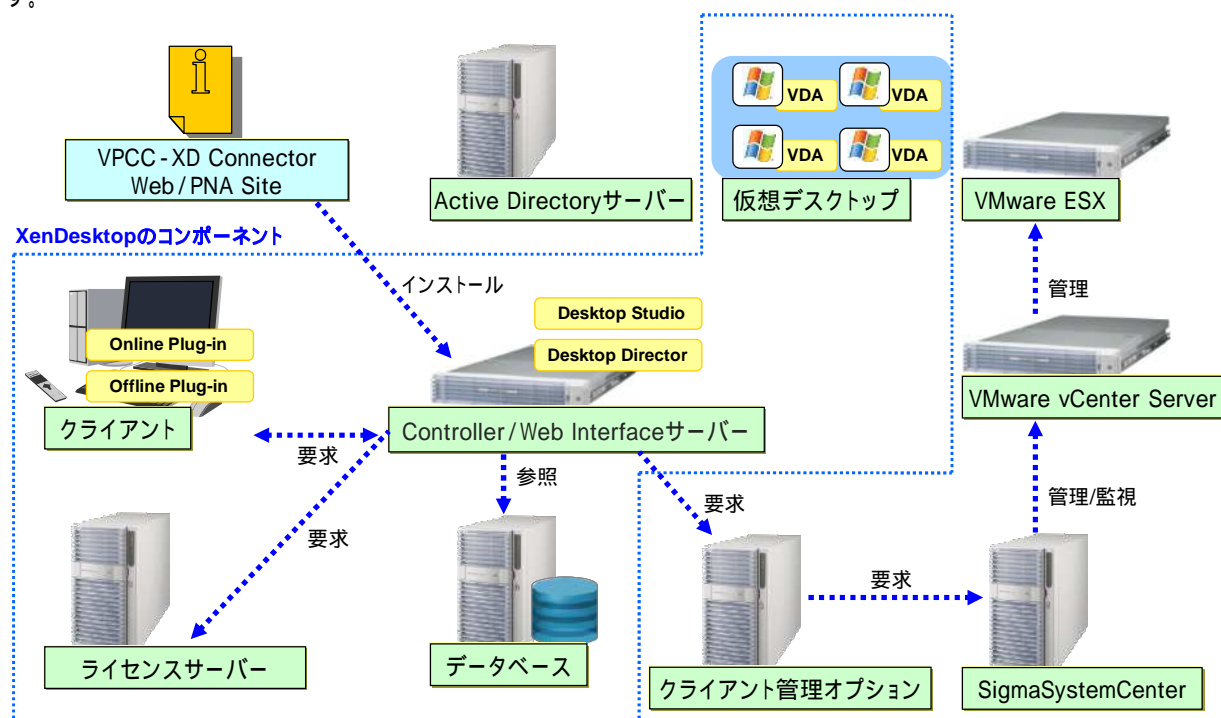 す。
VPCC-XD Connector
Web/PNA Site
Active Directoryサーバー
VDA
VDA
VDA
VDA
仮想デスクトップ
VMware ESX
XenDesktopのコンポーネント
インストール
管理
Desktop Studio
Desktop Director
Online Plug-in
Offline Plug-in
クライアント
Controller/Web Interfaceサーバー
VMware vCenter Server
要求
参照
要求
管理/監視
要求
要求
ライセンスサーバー
データベース
クライアント管理オプション
SigmaSystemCenter